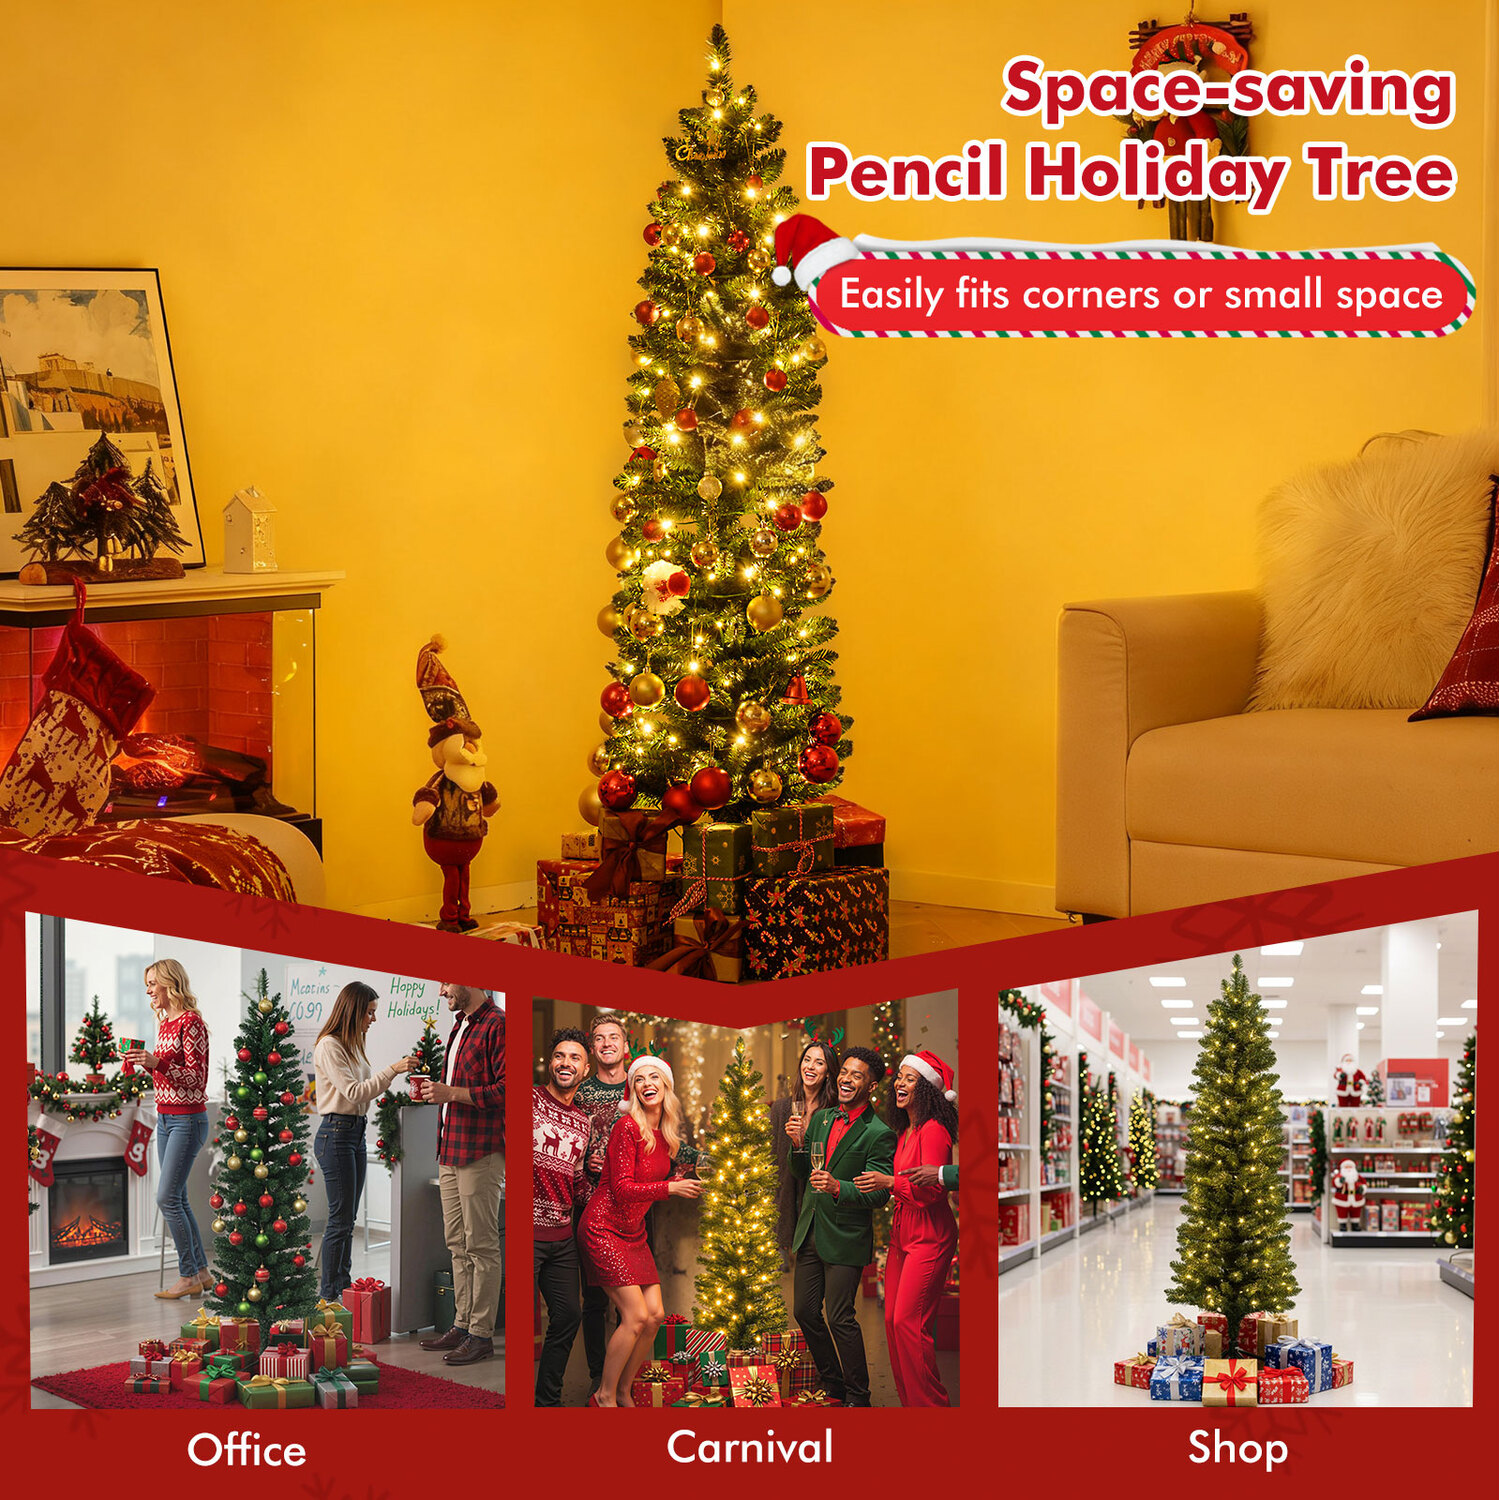 Space-saving
Pencil Holiday Tree
Easily fits corners or small space
Happy
Holidays!
Office
Carnival
Shop